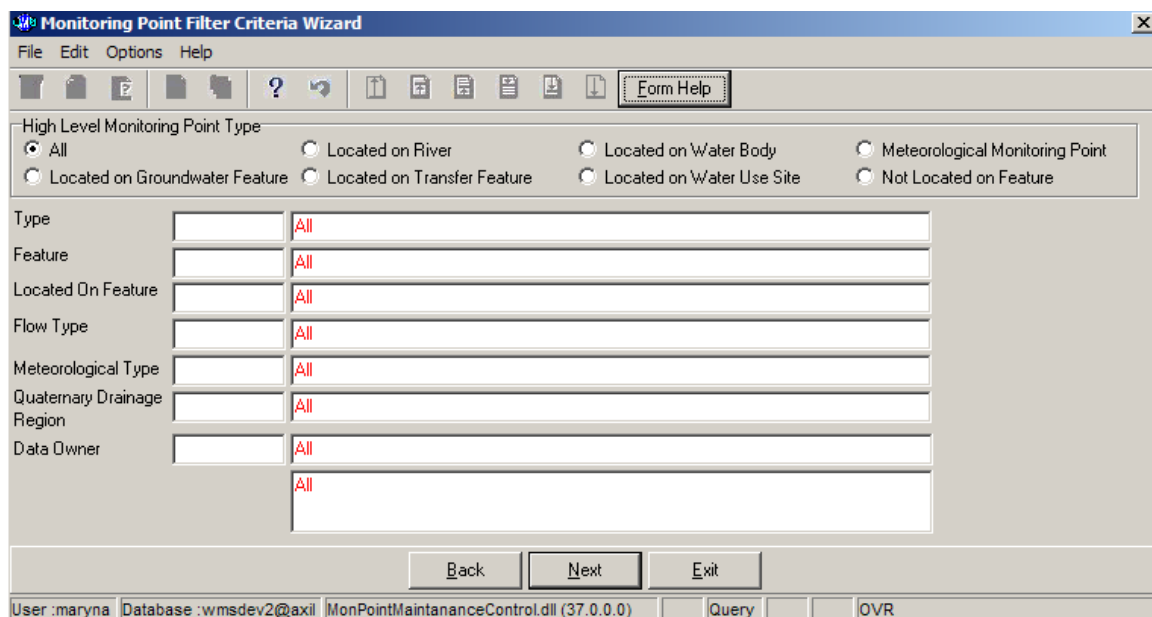 Monitoring Point Filter Criteria Wizard
File Edit Options Help
? Form Help
High Level Monitoring Point Type
All Located on River Located on Water Body Meteorological Monitoring Point
Located on Groundwater Feature Located on Transfer Feature Located on Water Use Site Not Located on Feature
Type All
Feature All
Located On Feature All
Flow Type All
Meteorological Type All
Quaternary Drainage
Region All
Data Owner All
All
Back Next Exit
User :maryna Database :wmsdev2@axil MonPointMaintananceControl.dll (37.0.0.0) Query OVR